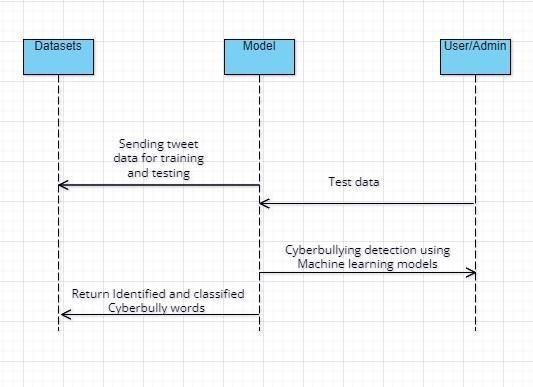 Datasets
Model
User/Admin
Sending tweet
data for training
and testing
Test data
Cyberbullying detection using
Machine learning models
Return Identified and classified
Cyberbully words